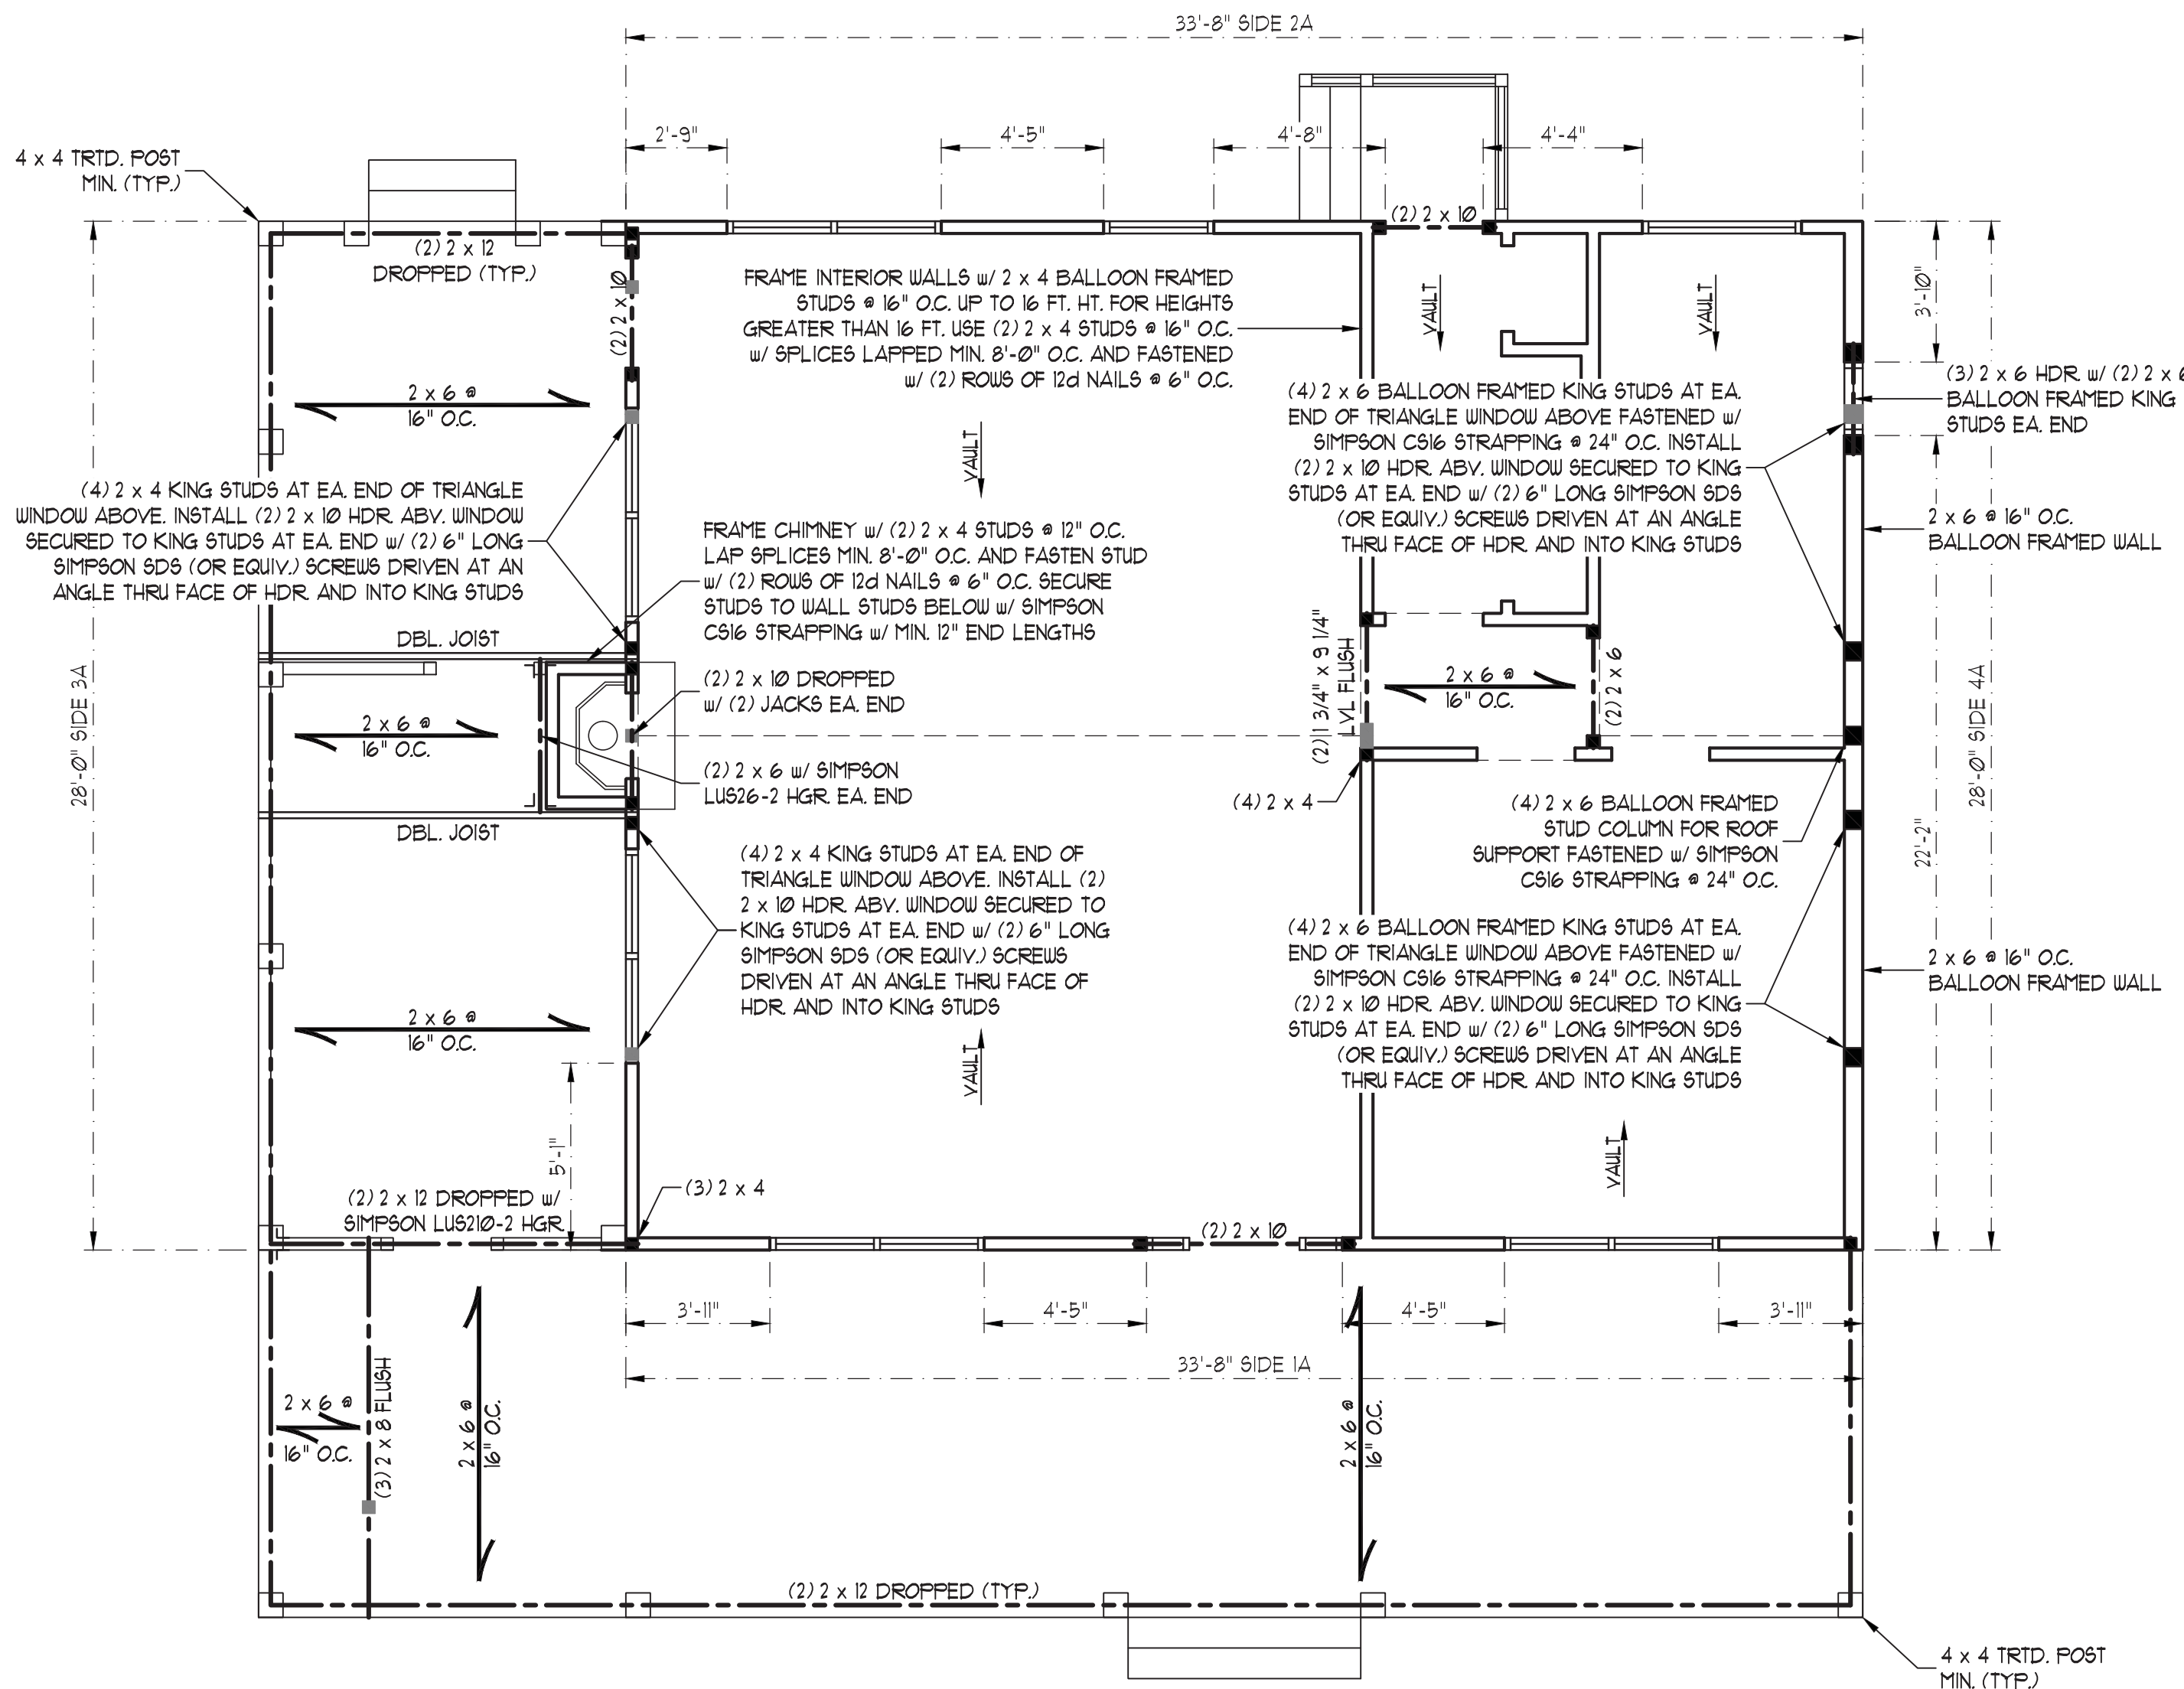 33'-8" SIDE 2A
2'-9"
4'-5"
4'-8"
4'-4"
4 x 4 TRTD. POST
MIN. (TYP.)
(2) 2 x 12
DROPPED (TYP.)
(2) 2 x 10
(2) 2 x 10
FRAME INTERIOR WALLS w/ 2 x 4 BALLOON FRAMED
STUDS @ 16" O.C. UP TO 16 FT. HT. FOR HEIGHTS
GREATER THAN 16 FT. USE (2) 2 x 4 STUDS @ 16" O.C.
w/ SPLICES LAPPED MIN. 8'-0" O.C. AND FASTENED
w/ (2) ROWS OF 12d NAILS @ 6" O.C.
VAULT
VAULT
3'-10"
(3) 2 x 6 HDR. w/ (2) 2 x 6
BALLOON FRAMED KING
STUDS EA. END
2 x 6 @
16" O.C.
VAULT
(4) 2 x 6 BALLOON FRAMED KING STUDS AT EA.
END OF TRIANGLE WINDOW ABOVE FASTENED w/
SIMPSON CS16 STRAPPING @ 24" O.C. INSTALL
(2) 2 x 10 HDR. ABV. WINDOW SECURED TO KING
STUDS AT EA. END w/ (2) 6" LONG SIMPSON SDS
(OR EQUIV.) SCREWS DRIVEN AT AN ANGLE
THRU FACE OF HDR. AND INTO KING STUDS
(4) 2 x 4 KING STUDS AT EA. END OF TRIANGLE
WINDOW ABOVE. INSTALL (2) 2 x 10 HDR. ABV. WINDOW
SECURED TO KING STUDS AT EA. END w/ (2) 6" LONG
SIMPSON SDS (OR EQUIV.) SCREWS DRIVEN AT AN
ANGLE THRU FACE OF HDR. AND INTO KING STUDS
FRAME CHIMNEY w/ (2) 2 x 4 STUDS @ 12" O.C.
LAP SPLICES MIN. 8'-0" O.C. AND FASTEN STUD
w/ (2) ROWS OF 12d NAILS @ 6" O.C. SECURE
STUDS TO WALL STUDS BELOW w/ SIMPSON
CS16 STRAPPING w/ MIN. 12" END LENGTHS
2 x 6 @ 16" O.C.
BALLOON FRAMED WALL
DBL. JOIST
28'-0" SIDE 3A
(2) 2 x 10 DROPPED
w/ (2) JACKS EA. END
(2) 1 3/4" x 9 1/4"
LVL FLUSH
2 x 6 @
16" O.C.
(2) 2 x 6
28'-0" SIDE 4A
2 x 6 @
16" O.C.
(2) 2 x 6 w/ SIMPSON
LUS26-2 HGR. EA. END
(4) 2 x 4
(4) 2 x 6 BALLOON FRAMED
STUD COLUMN FOR ROOF
SUPPORT FASTENED w/ SIMPSON
CS16 STRAPPING @ 24" O.C.
22'-2"
DBL. JOIST
(4) 2 x 4 KING STUDS AT EA. END OF
TRIANGLE WINDOW ABOVE. INSTALL (2)
2 x 10 HDR. ABV. WINDOW SECURED TO
KING STUDS AT EA. END w/ (2) 6" LONG
SIMPSON SDS (OR EQUIV.) SCREWS
DRIVEN AT AN ANGLE THRU FACE OF
HDR. AND INTO KING STUDS
(4) 2 x 6 BALLOON FRAMED KING STUDS AT EA.
END OF TRIANGLE WINDOW ABOVE FASTENED w/
SIMPSON CS16 STRAPPING @ 24" O.C. INSTALL
(2) 2 x 10 HDR. ABV. WINDOW SECURED TO KING
STUDS AT EA. END w/ (2) 6" LONG SIMPSON SDS
(OR EQUIV.) SCREWS DRIVEN AT AN ANGLE
THRU FACE OF HDR. AND INTO KING STUDS
2 x 6 @ 16" O.C.
BALLOON FRAMED WALL
2 x 6 @
16" O.C.
VAULT
VAULT
5'-1"
(2) 2 x 12 DROPPED w/
SIMPSON LUS210-2 HGR.
(3) 2 x 4
(2) 2 x 10
3'-11"
4'-5"
4'-5"
3'-11"
33'-8" SIDE 1A
2 x 6 @
16" O.C.
(3) 2 x 8 FLUSH
2 x 6 @
16" O.C.
2 x 6 @
16" O.C.
(2) 2 x 12 DROPPED (TYP.)
4 x 4 TRTD. POST
MIN. (TYP.)